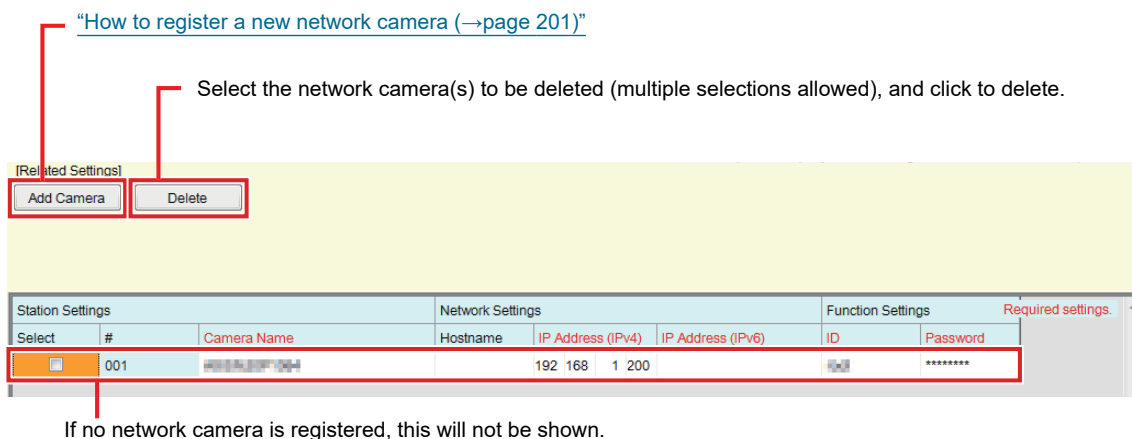 “How to register a new network camera (→page 201)”
Select the network camera(s) to be deleted (multiple selections allowed), and click to delete.
[Related Settings]
Add Camera Delete
Station Settings Network Settings Function Settings Required settings.
Select # Camera Name Hostname IP Address (IPv4) IP Address (IPv6) ID Password
001 192 168 1 200 ********
If no network camera is registered, this will not be shown.